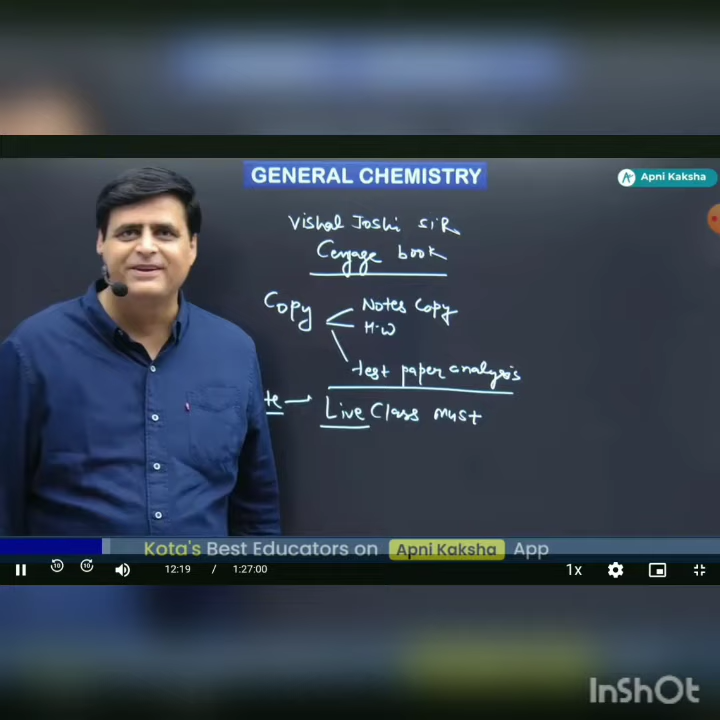 GENERAL CHEMISTRY
Apni Kaksha
Vishal Joshi SIR
Cengage book
Copy
Notes Copy
H.W
test paper analysis
te → Live Class must
Kota's Best Educators on Apni Kaksha App
12:19 / 1:27:00
1x
InShOt